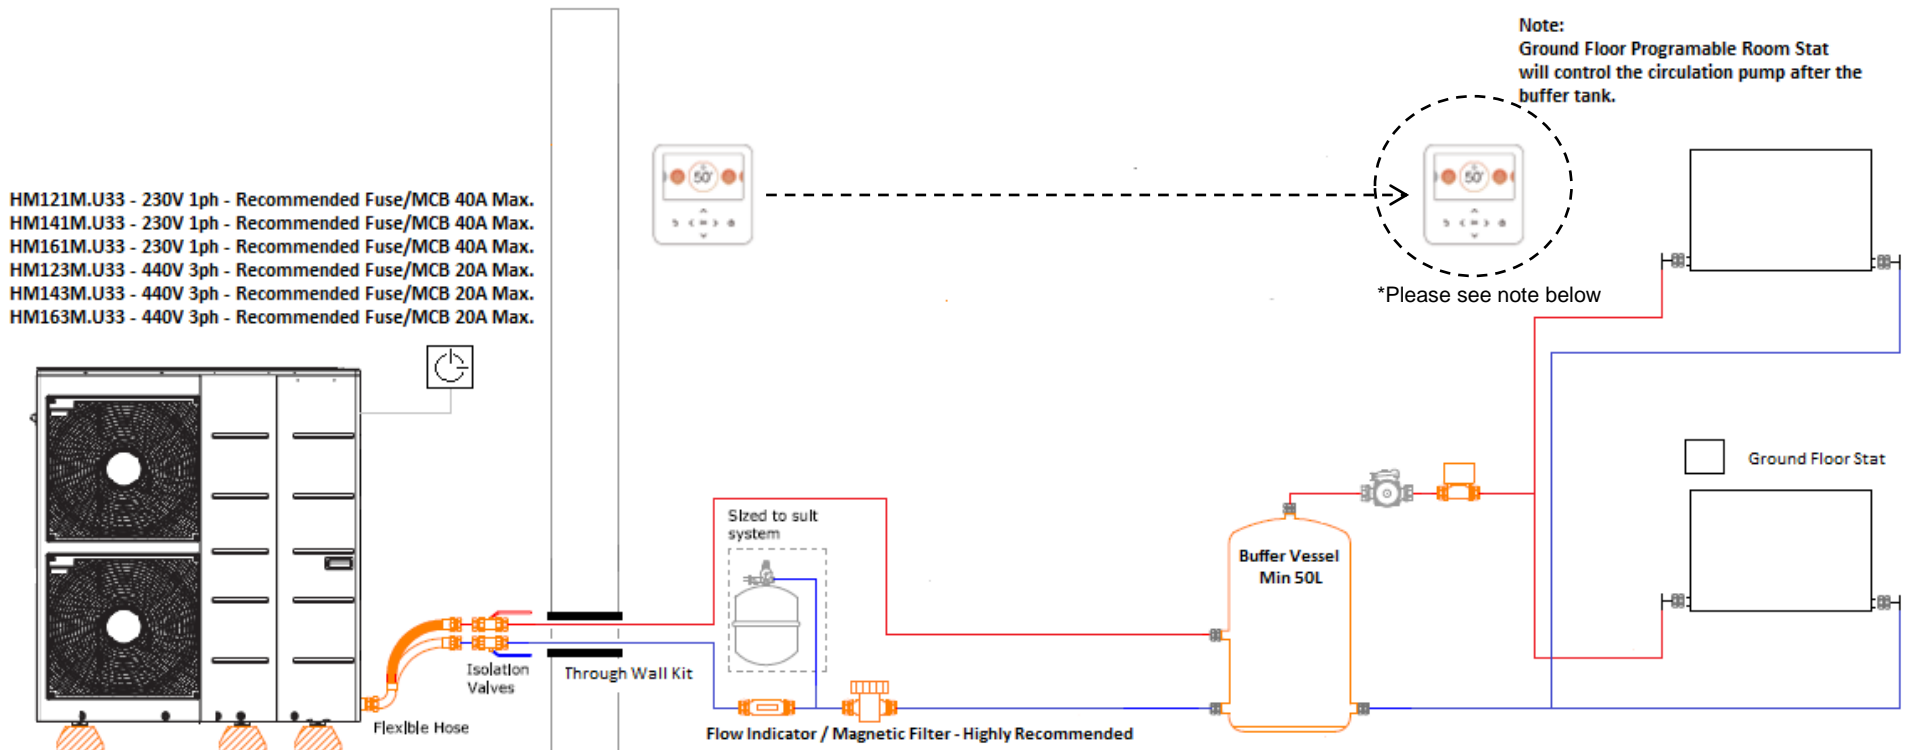 Note:
Ground Floor Programable Room Stat
will control the circulation pump after the
buffer tank.
HM121M.U33 - 230V 1ph - Recommended Fuse/MCB 40A Max.
HM141M.U33 - 230V 1ph - Recommended Fuse/MCB 40A Max.
HM161M.U33 - 230V 1ph - Recommended Fuse/MCB 40A Max.
HM123M.U33 - 440V 3ph - Recommended Fuse/MCB 20A Max.
HM143M.U33 - 440V 3ph - Recommended Fuse/MCB 20A Max.
HM163M.U33 - 440V 3ph - Recommended Fuse/MCB 20A Max.
50°
50°
*Please see note below
Ground Floor Stat
Sized to suit
system
Buffer Vessel
Min 50L
Isolation
Valves
Through Wall Kit
Flexible Hose
Flow Indicator / Magnetic Filter - Highly Recommended